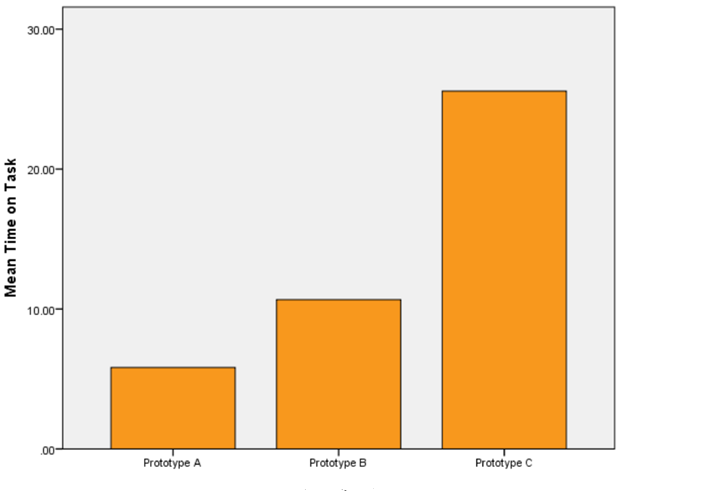 30.00
20.00
10.00
.00
Mean Time on Task
Prototype A Prototype B Prototype C